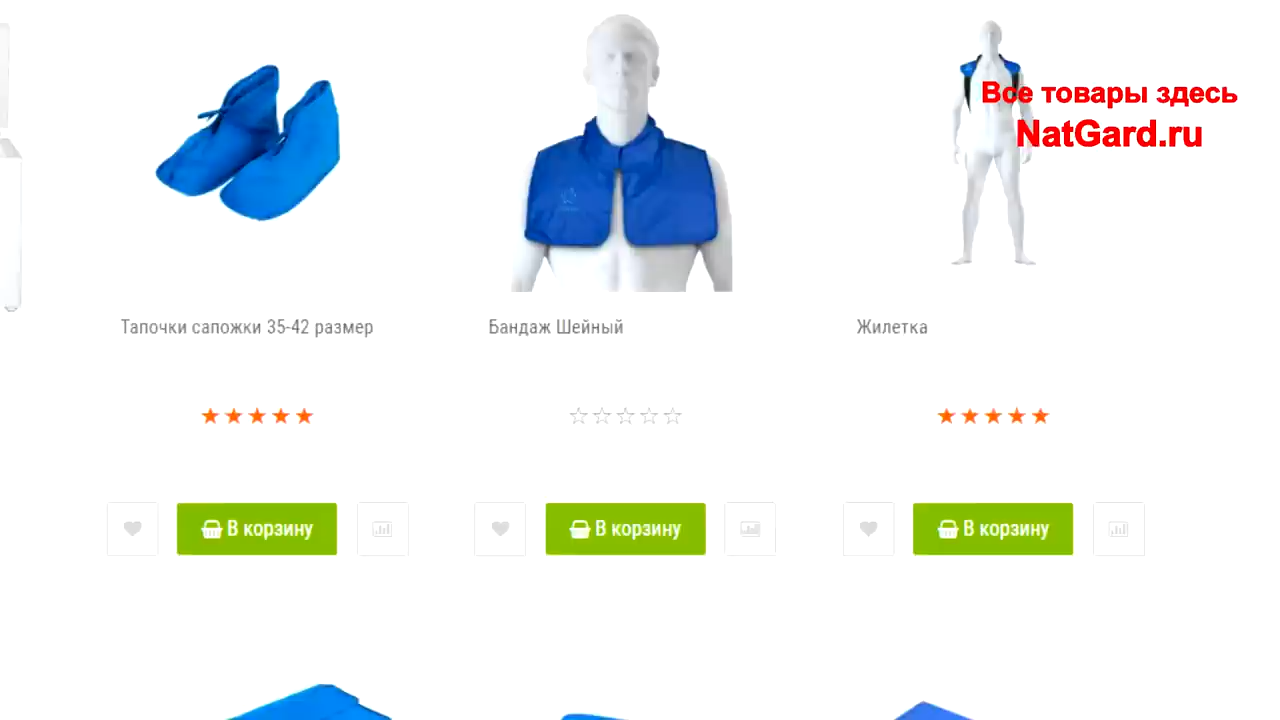 Все товары здесь
NatGard.ru
Тапочки сапожки 35-42 размер
Бандаж Шейный
Жилетка
В корзину
В корзину
В корзину